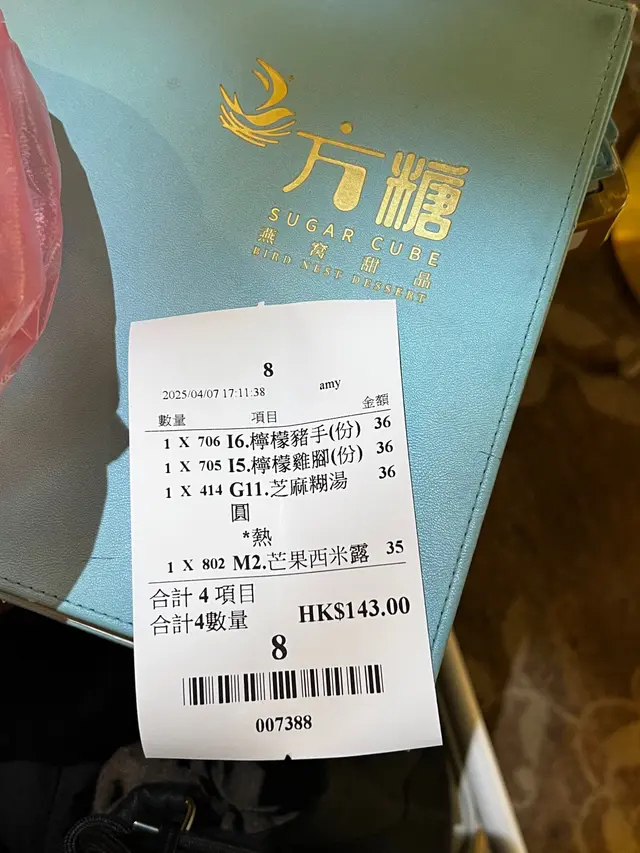 方糖
SUGAR CUBE
燕窩甜品
BIRD NEST DESSERT
8
2025/04/07 17:11:38 amy
數量 項目 金額
1 X 706 I6.檸檬豬手(份) 36
1 X 705 I5.檸檬雞腳(份) 36
1 X 414 G11.芝麻糊湯 36
圓
*熱
1 X 802 M2.芒果西米露 35
合計 4 項目
合計4數量 HK$143.00
8
007388